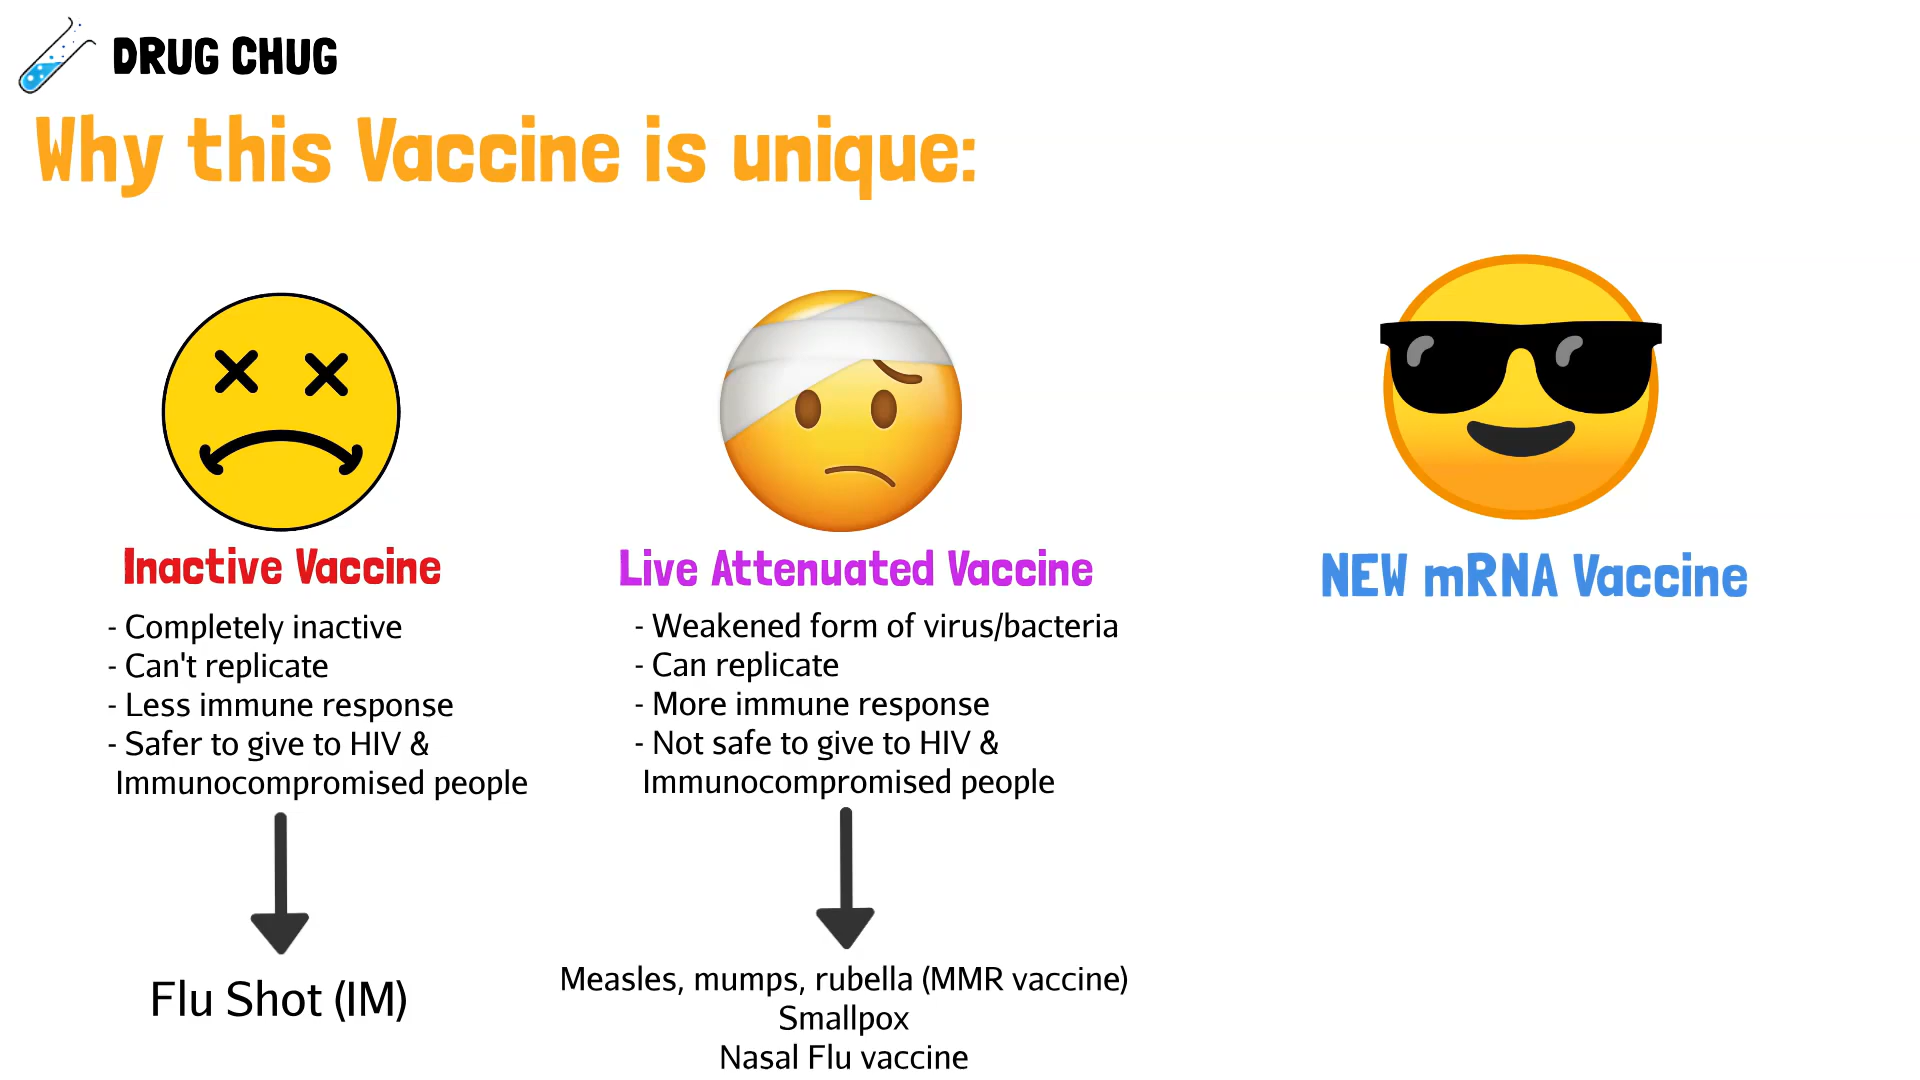 DRUG CHUG
Why this Vaccine is unique:
Inactive Vaccine
- Completely inactive
- Can't replicate
- Less immune response
- Safer to give to HIV &
Immunocompromised people
Flu Shot (IM)
Live Attenuated Vaccine
- Weakened form of virus/bacteria
- Can replicate
- More immune response
- Not safe to give to HIV &
Immunocompromised people
Measles, mumps, rubella (MMR vaccine)
Smallpox
Nasal Flu vaccine
NEW mRNA Vaccine